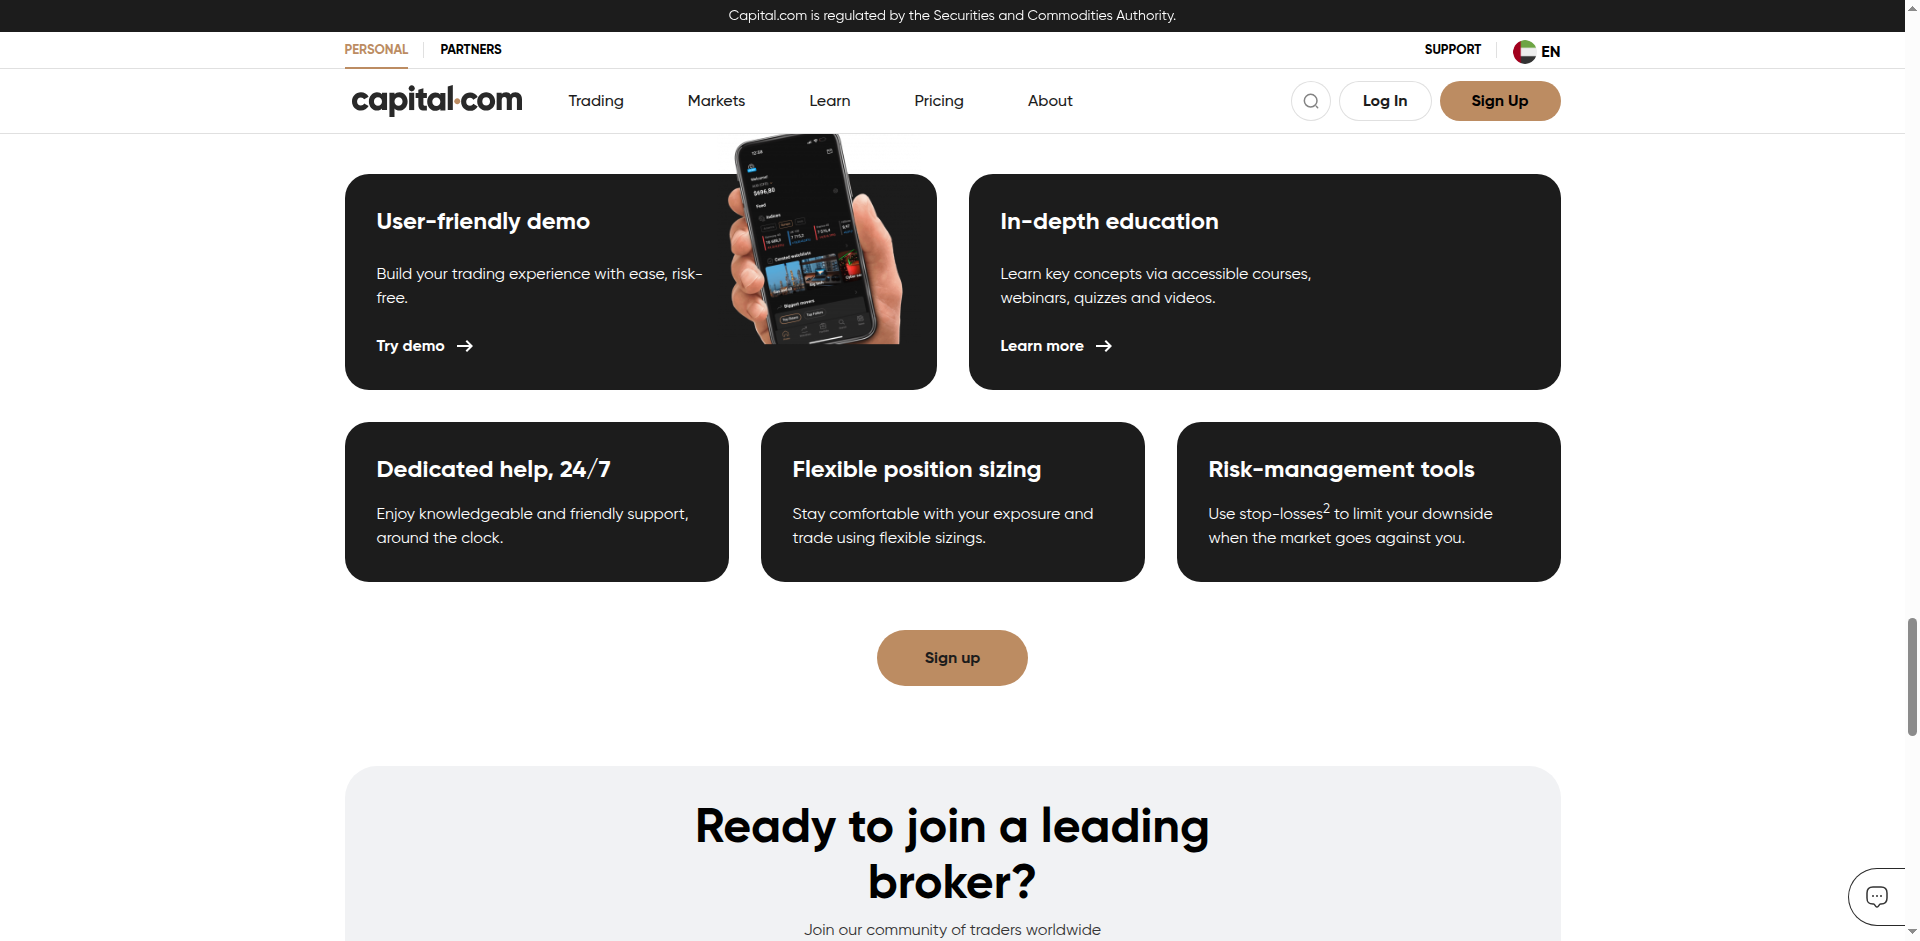 Capital.com is regulated by the Securities and Commodities Authority.
PERSONAL
PARTNERS
SUPPORT
EN
capital.com
Trading
Markets
Learn
Pricing
About
Log In
Sign Up
User-friendly demo
Build your trading experience with ease, risk-
free.
Try demo
In-depth education
Learn key concepts via accessible courses,
webinars, quizzes and videos.
Learn more
Dedicated help, 24/7
Enjoy knowledgeable and friendly support,
around the clock.
Flexible position sizing
Stay comfortable with your exposure and
trade using flexible sizings.
Risk-management tools
Use stop-losses2 to limit your downside
when the market goes against you.
Sign up
Ready to join a leading
broker?
Join our community of traders worldwide